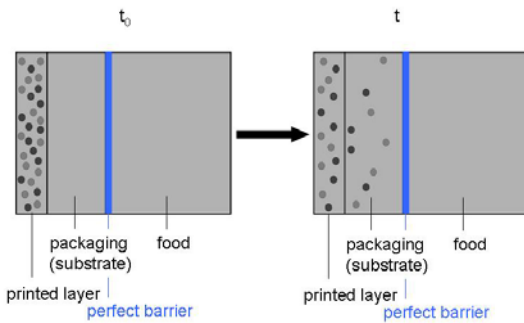 t0
t
packaging
(substrate)
food
printed layer
perfect barrier
packaging
(substrate)
food
printed layer
perfect barrier